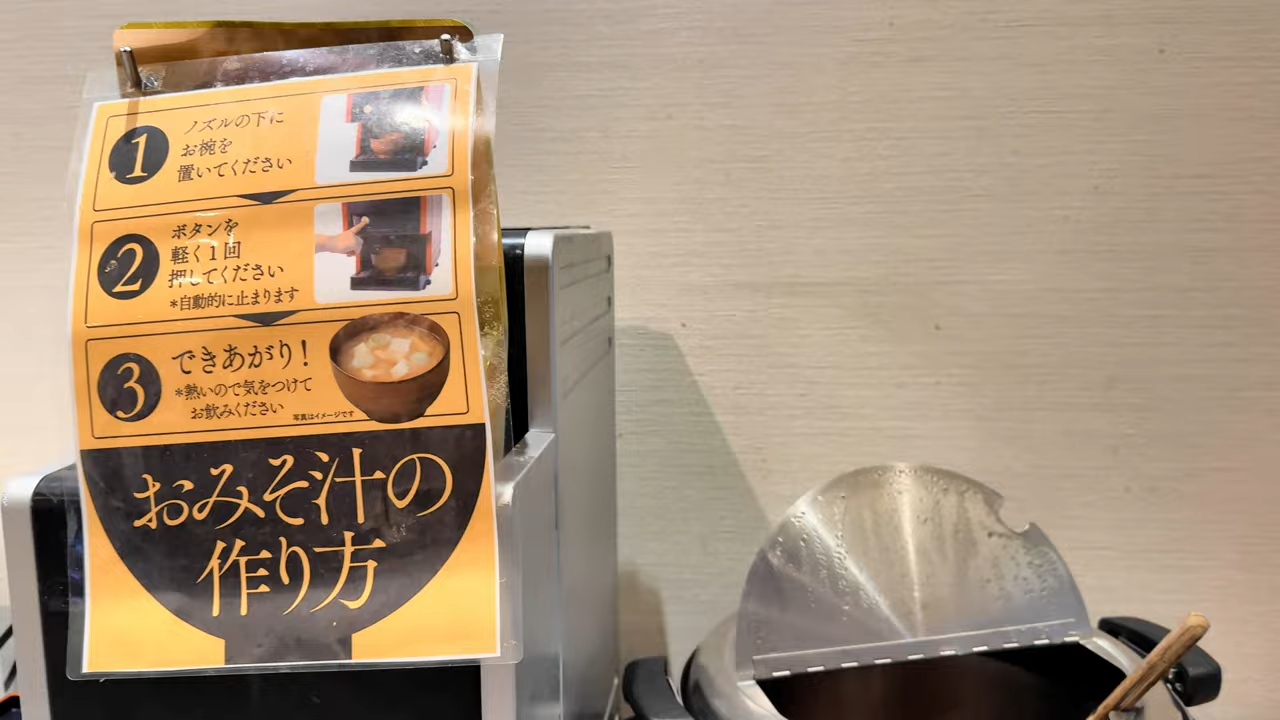 1
ノズルの下に
お椀を
置いてください
2
ボタンを
軽く1回
押してください
*自動的に止まります
3
できあがり!
*熱いので気をつけて
お飲みください
写真はイメージです
おみそ汁の
作り方